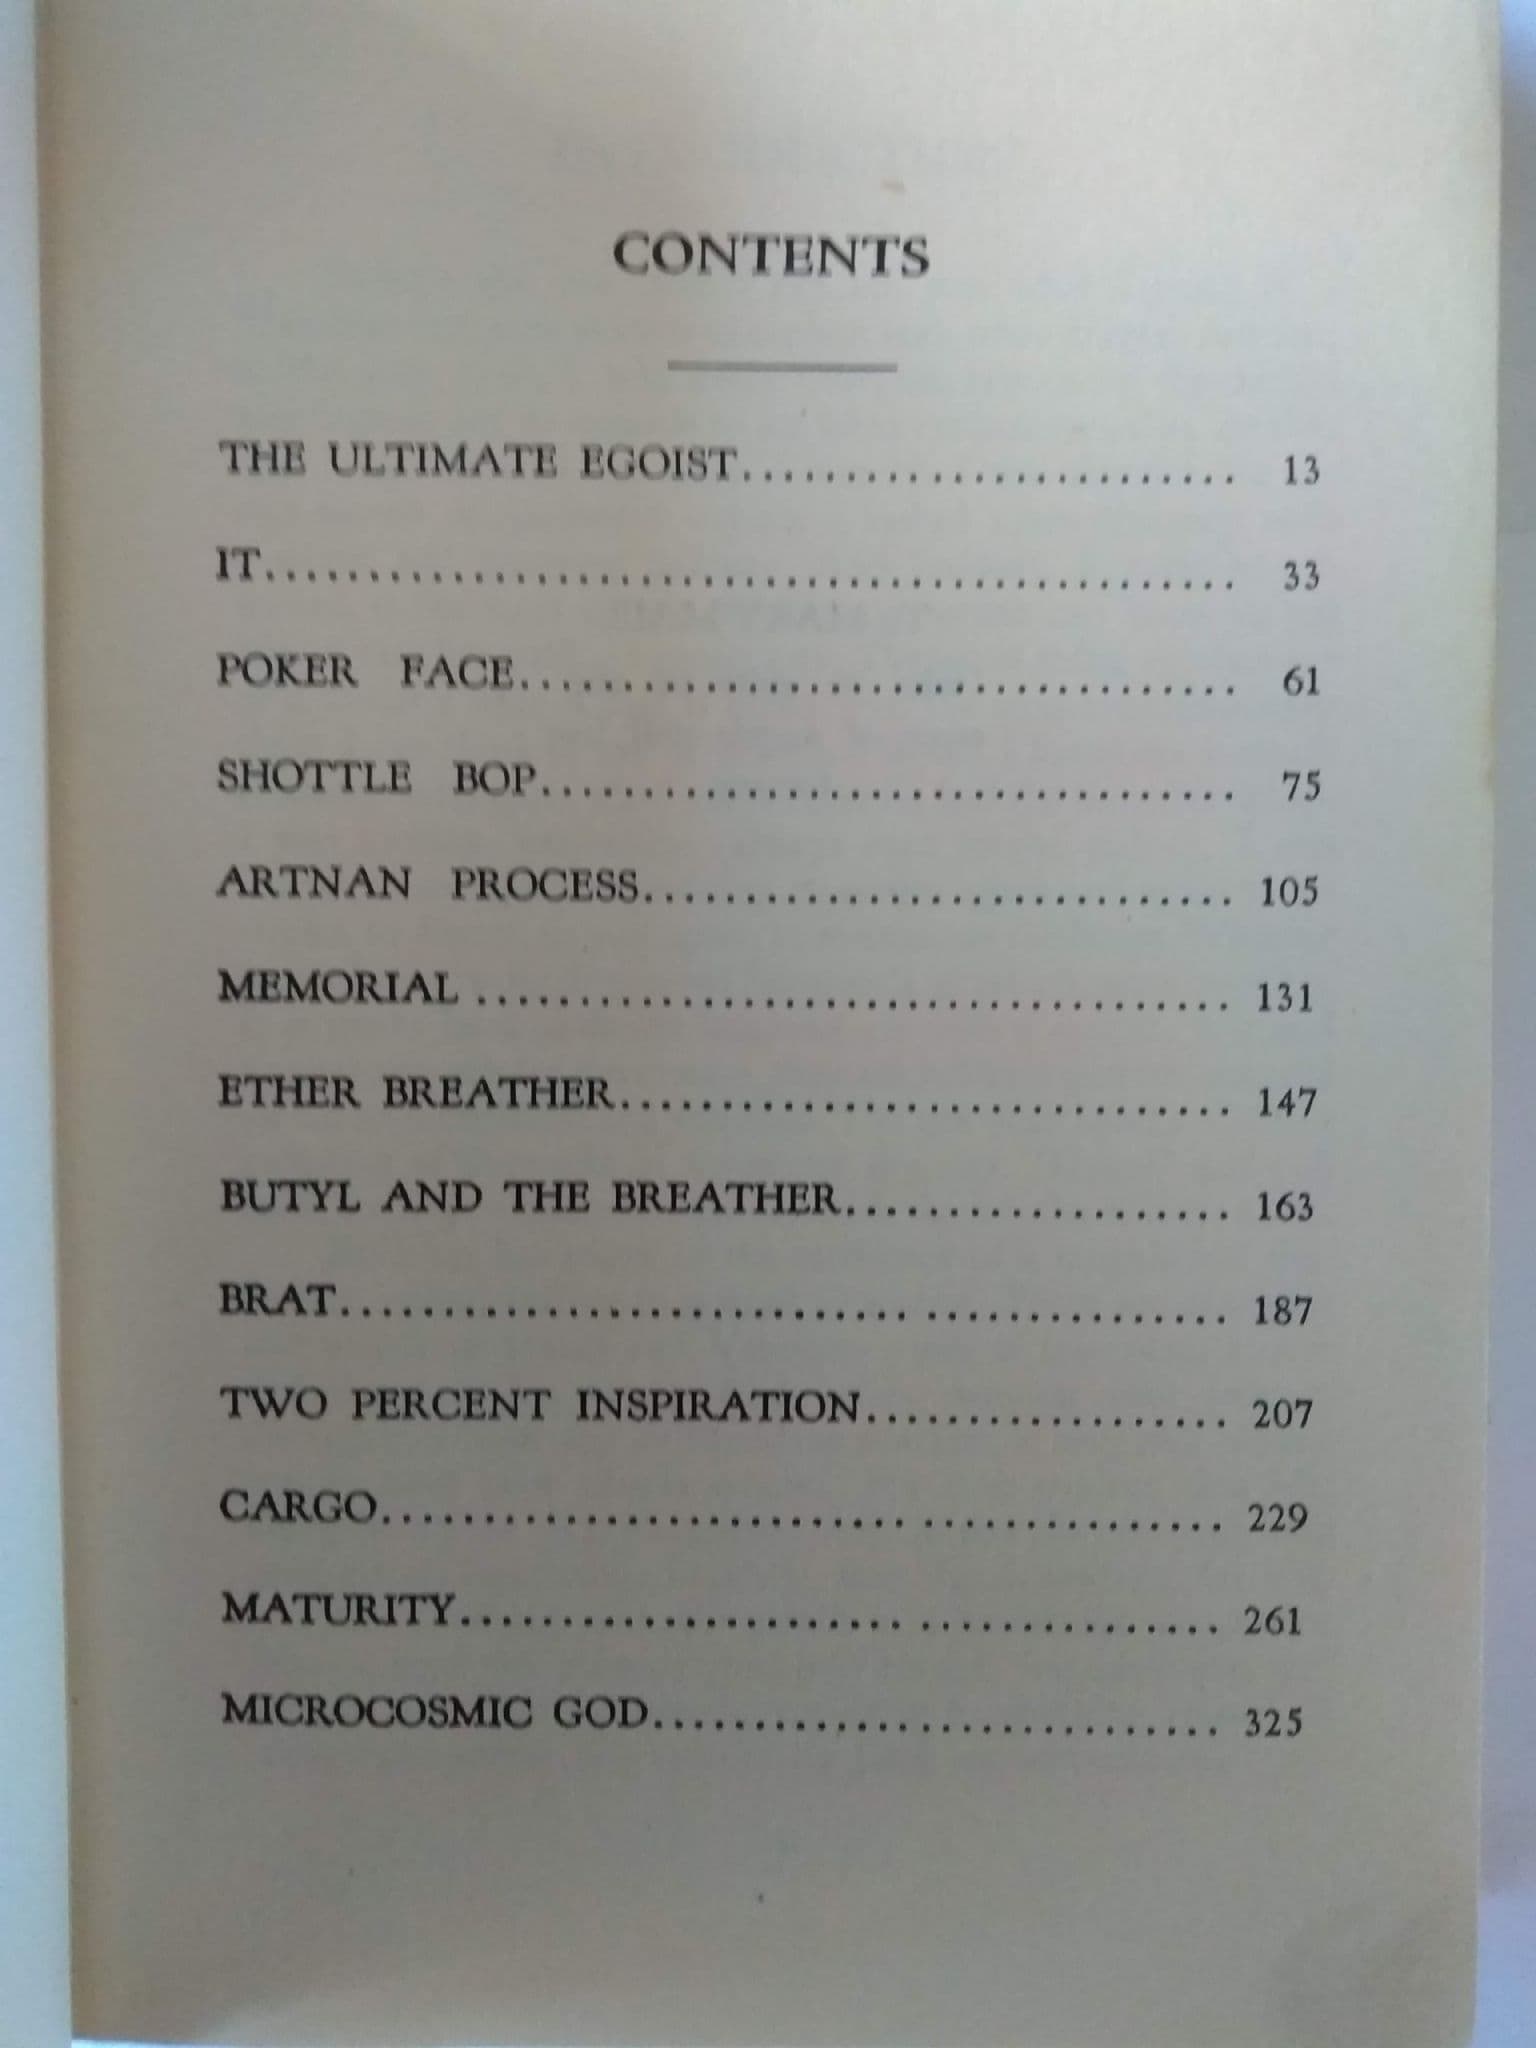 CONTENTS
THE ULTIMATE EGOIST........................ 13
IT............................................... 33
POKER FACE................................... 61
SHOTTLE BOP.................................. 75
ARTNAN PROCESS............................. 105
MEMORIAL ..................................... 131
ETHER BREATHER.............................. 147
BUTYL AND THE BREATHER................... 163
BRAT........................................... 187
TWO PERCENT INSPIRATION.................. 207
CARGO......................................... 229
MATURITY..................................... 261
MICROCOSMIC GOD............................ 325